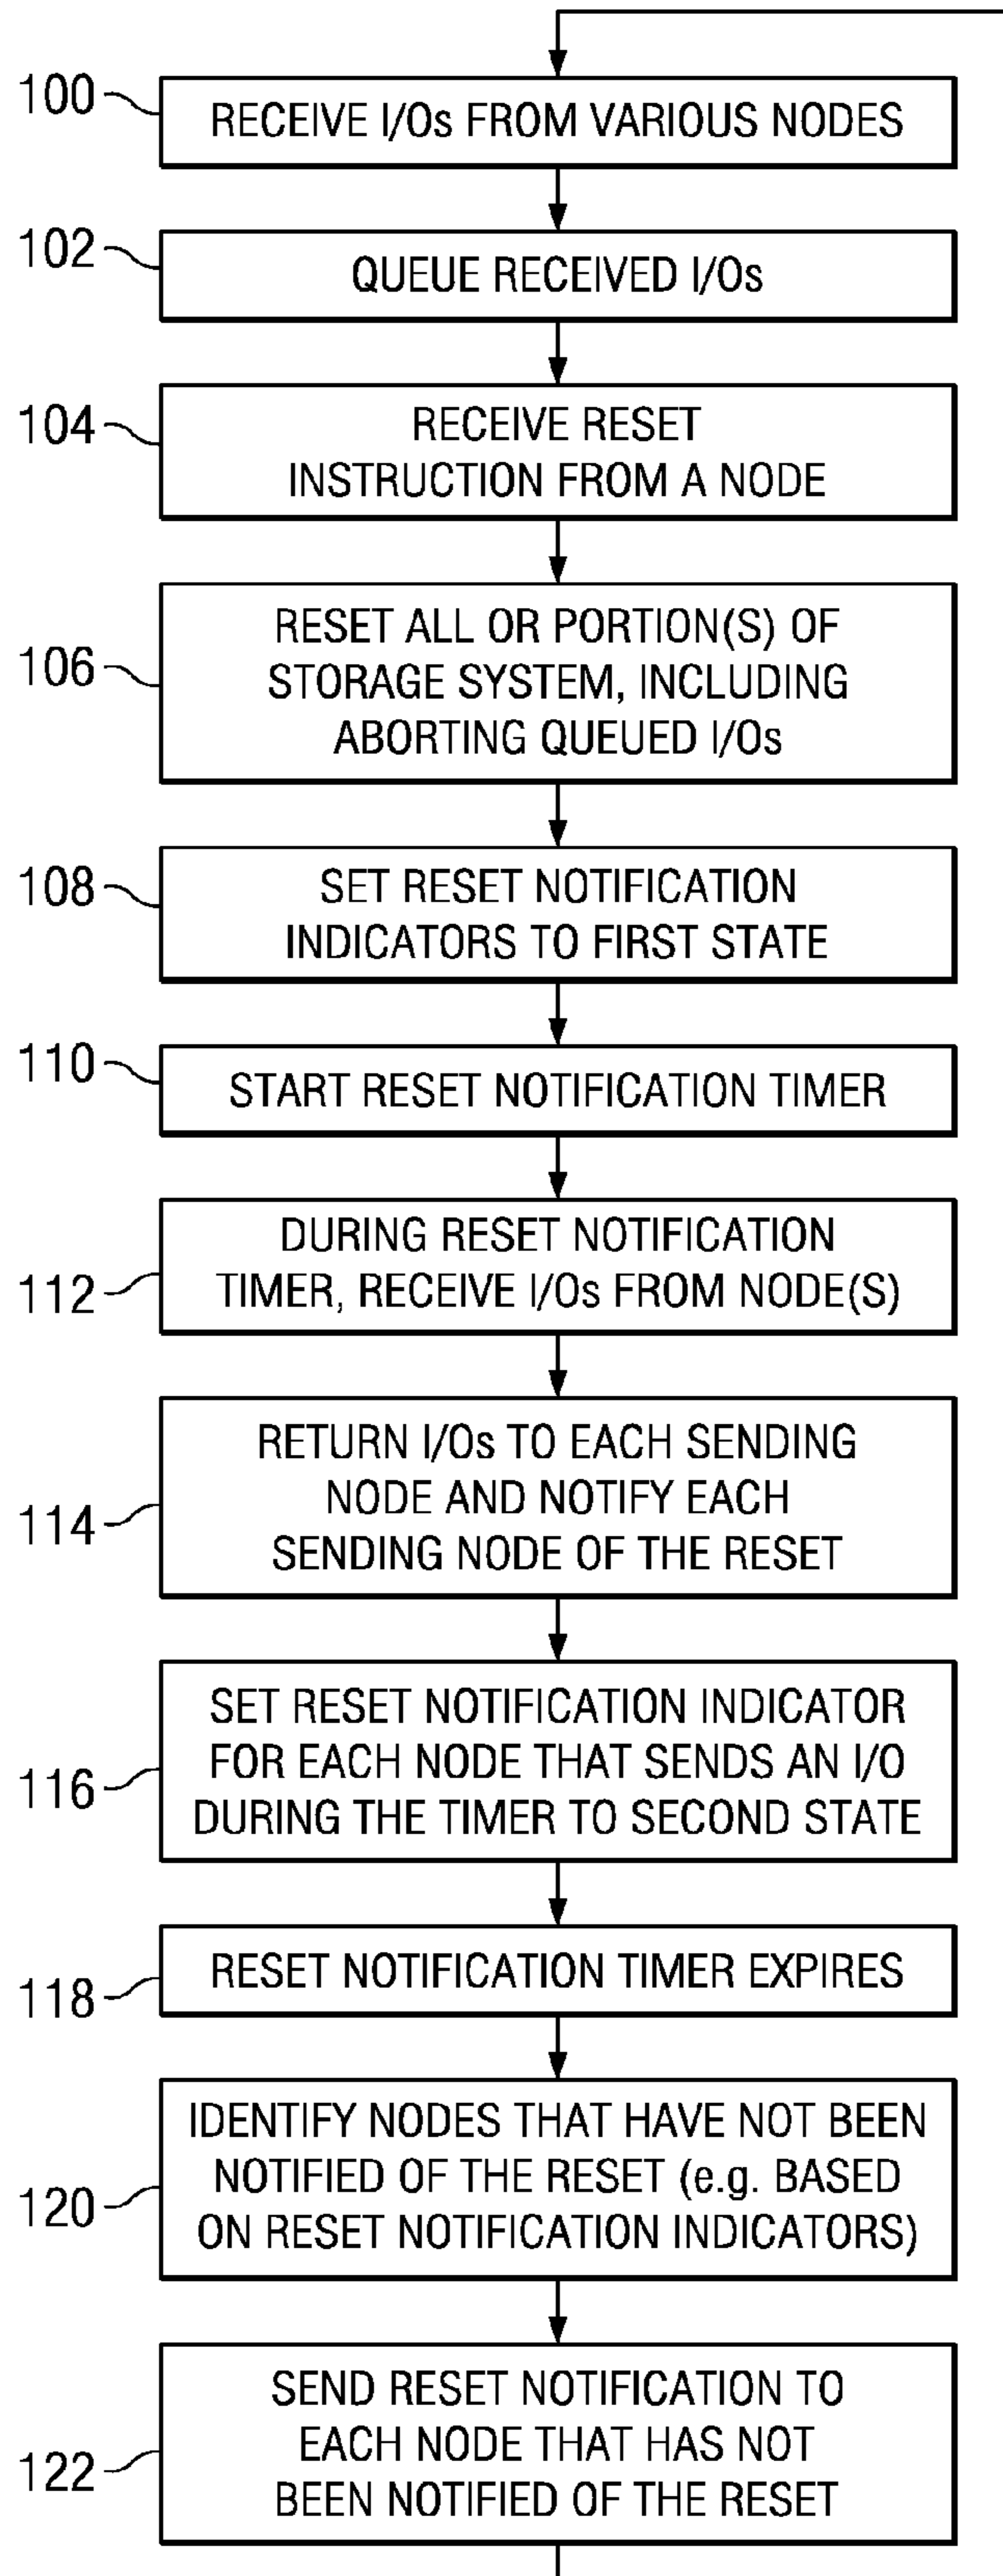 100
RECEIVE I/Os FROM VARIOUS NODES
102
QUEUE RECEIVED I/Os
104
RECEIVE RESET
INSTRUCTION FROM A NODE
106
RESET ALL OR PORTION(S) OF
STORAGE SYSTEM, INCLUDING
ABORTING QUEUED I/Os
108
SET RESET NOTIFICATION
INDICATORS TO FIRST STATE
110
START RESET NOTIFICATION TIMER
112
DURING RESET NOTIFICATION
TIMER, RECEIVE I/Os FROM NODE(S)
114
RETURN I/Os TO EACH SENDING
NODE AND NOTIFY EACH
SENDING NODE OF THE RESET
116
SET RESET NOTIFICATION INDICATOR
FOR EACH NODE THAT SENDS AN I/O
DURING THE TIMER TO SECOND STATE
118
RESET NOTIFICATION TIMER EXPIRES
120
IDENTIFY NODES THAT HAVE NOT BEEN
NOTIFIED OF THE RESET (e.g. BASED
ON RESET NOTIFICATION INDICATORS)
122
SEND RESET NOTIFICATION TO
EACH NODE THAT HAS NOT
BEEN NOTIFIED OF THE RESET